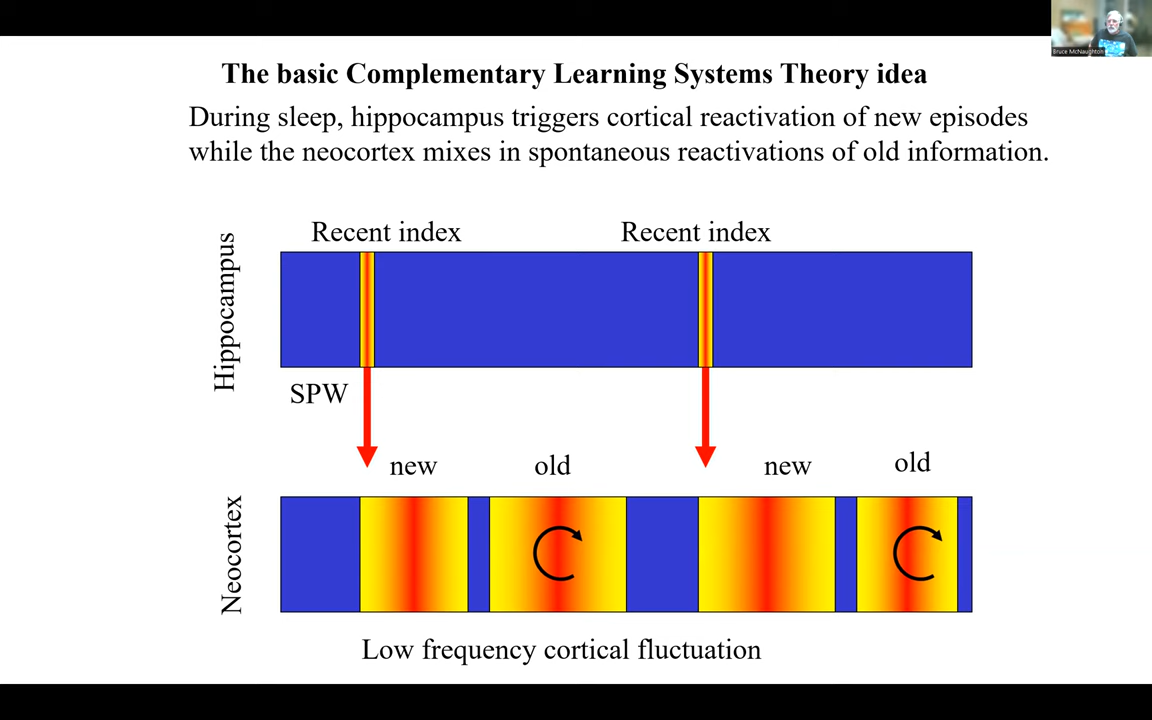 Bruce McNaughton
The basic Complementary Learning Systems Theory idea
During sleep, hippocampus triggers cortical reactivation of new episodes
while the neocortex mixes in spontaneous reactivations of old information.
Recent index
Recent index
Hippocampus
SPW
new
old
new
old
Neocortex
Low frequency cortical fluctuation